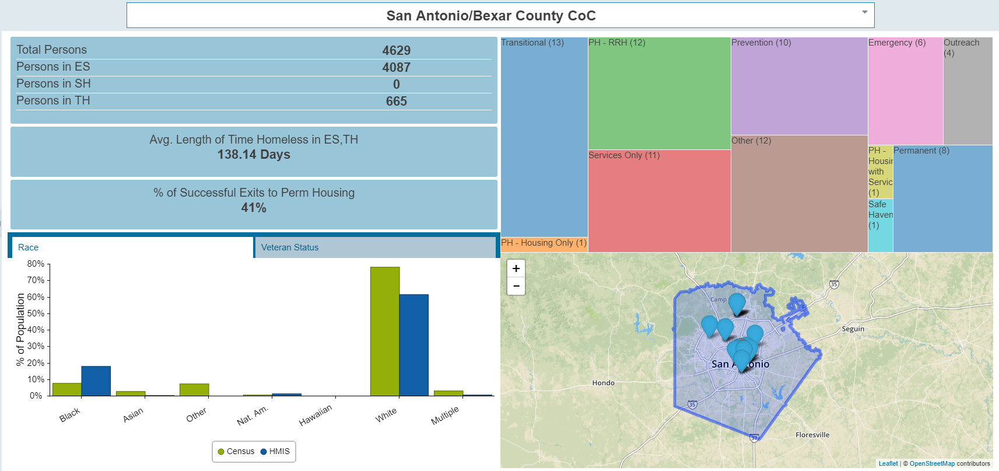 San Antonio/Bexar County CoC
Total Persons 4629
Persons in ES 4087
Persons in SH 0
Persons in TH 665
Avg. Length of Time Homeless in ES,TH
138.14 Days
% of Successful Exits to Perm Housing
41%
Race
Veteran Status
% of Population
80%
70%
60%
50%
40%
30%
20%
10%
0%
Black
Asian
Other
Nat. Am.
Hawaiian
White
Multiple
Census HMIS
Transitional (13)
PH - Housing Only (1)
PH - RRH (12)
Services Only (11)
Prevention (10)
Other (12)
Emergency (6)
Outreach
(4)
PH -
Housin
with
Servic
(1)
Safe
Haven
(1)
Permanent (8)
+
−
35
Camp
Seguin
San Antonio
Hondo
35
Floresville
37
Leaflet | © OpenStreetMap contributors